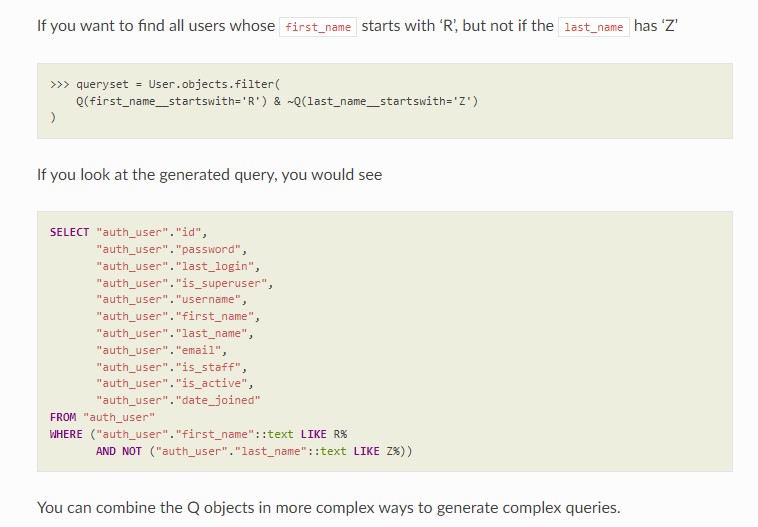 If you want to find all users whose first_name starts with ‘R’, but not if the last_name has ‘Z’
>>> queryset = User.objects.filter(
    Q(first_name__startswith='R') & ~Q(last_name__startswith='Z')
)
If you look at the generated query, you would see
SELECT "auth_user"."id",
       "auth_user"."password",
       "auth_user"."last_login",
       "auth_user"."is_superuser",
       "auth_user"."username",
       "auth_user"."first_name",
       "auth_user"."last_name",
       "auth_user"."email",
       "auth_user"."is_staff",
       "auth_user"."is_active",
       "auth_user"."date_joined"
FROM "auth_user"
WHERE ("auth_user"."first_name"::text LIKE R%
       AND NOT ("auth_user"."last_name"::text LIKE Z%))
You can combine the Q objects in more complex ways to generate complex queries.